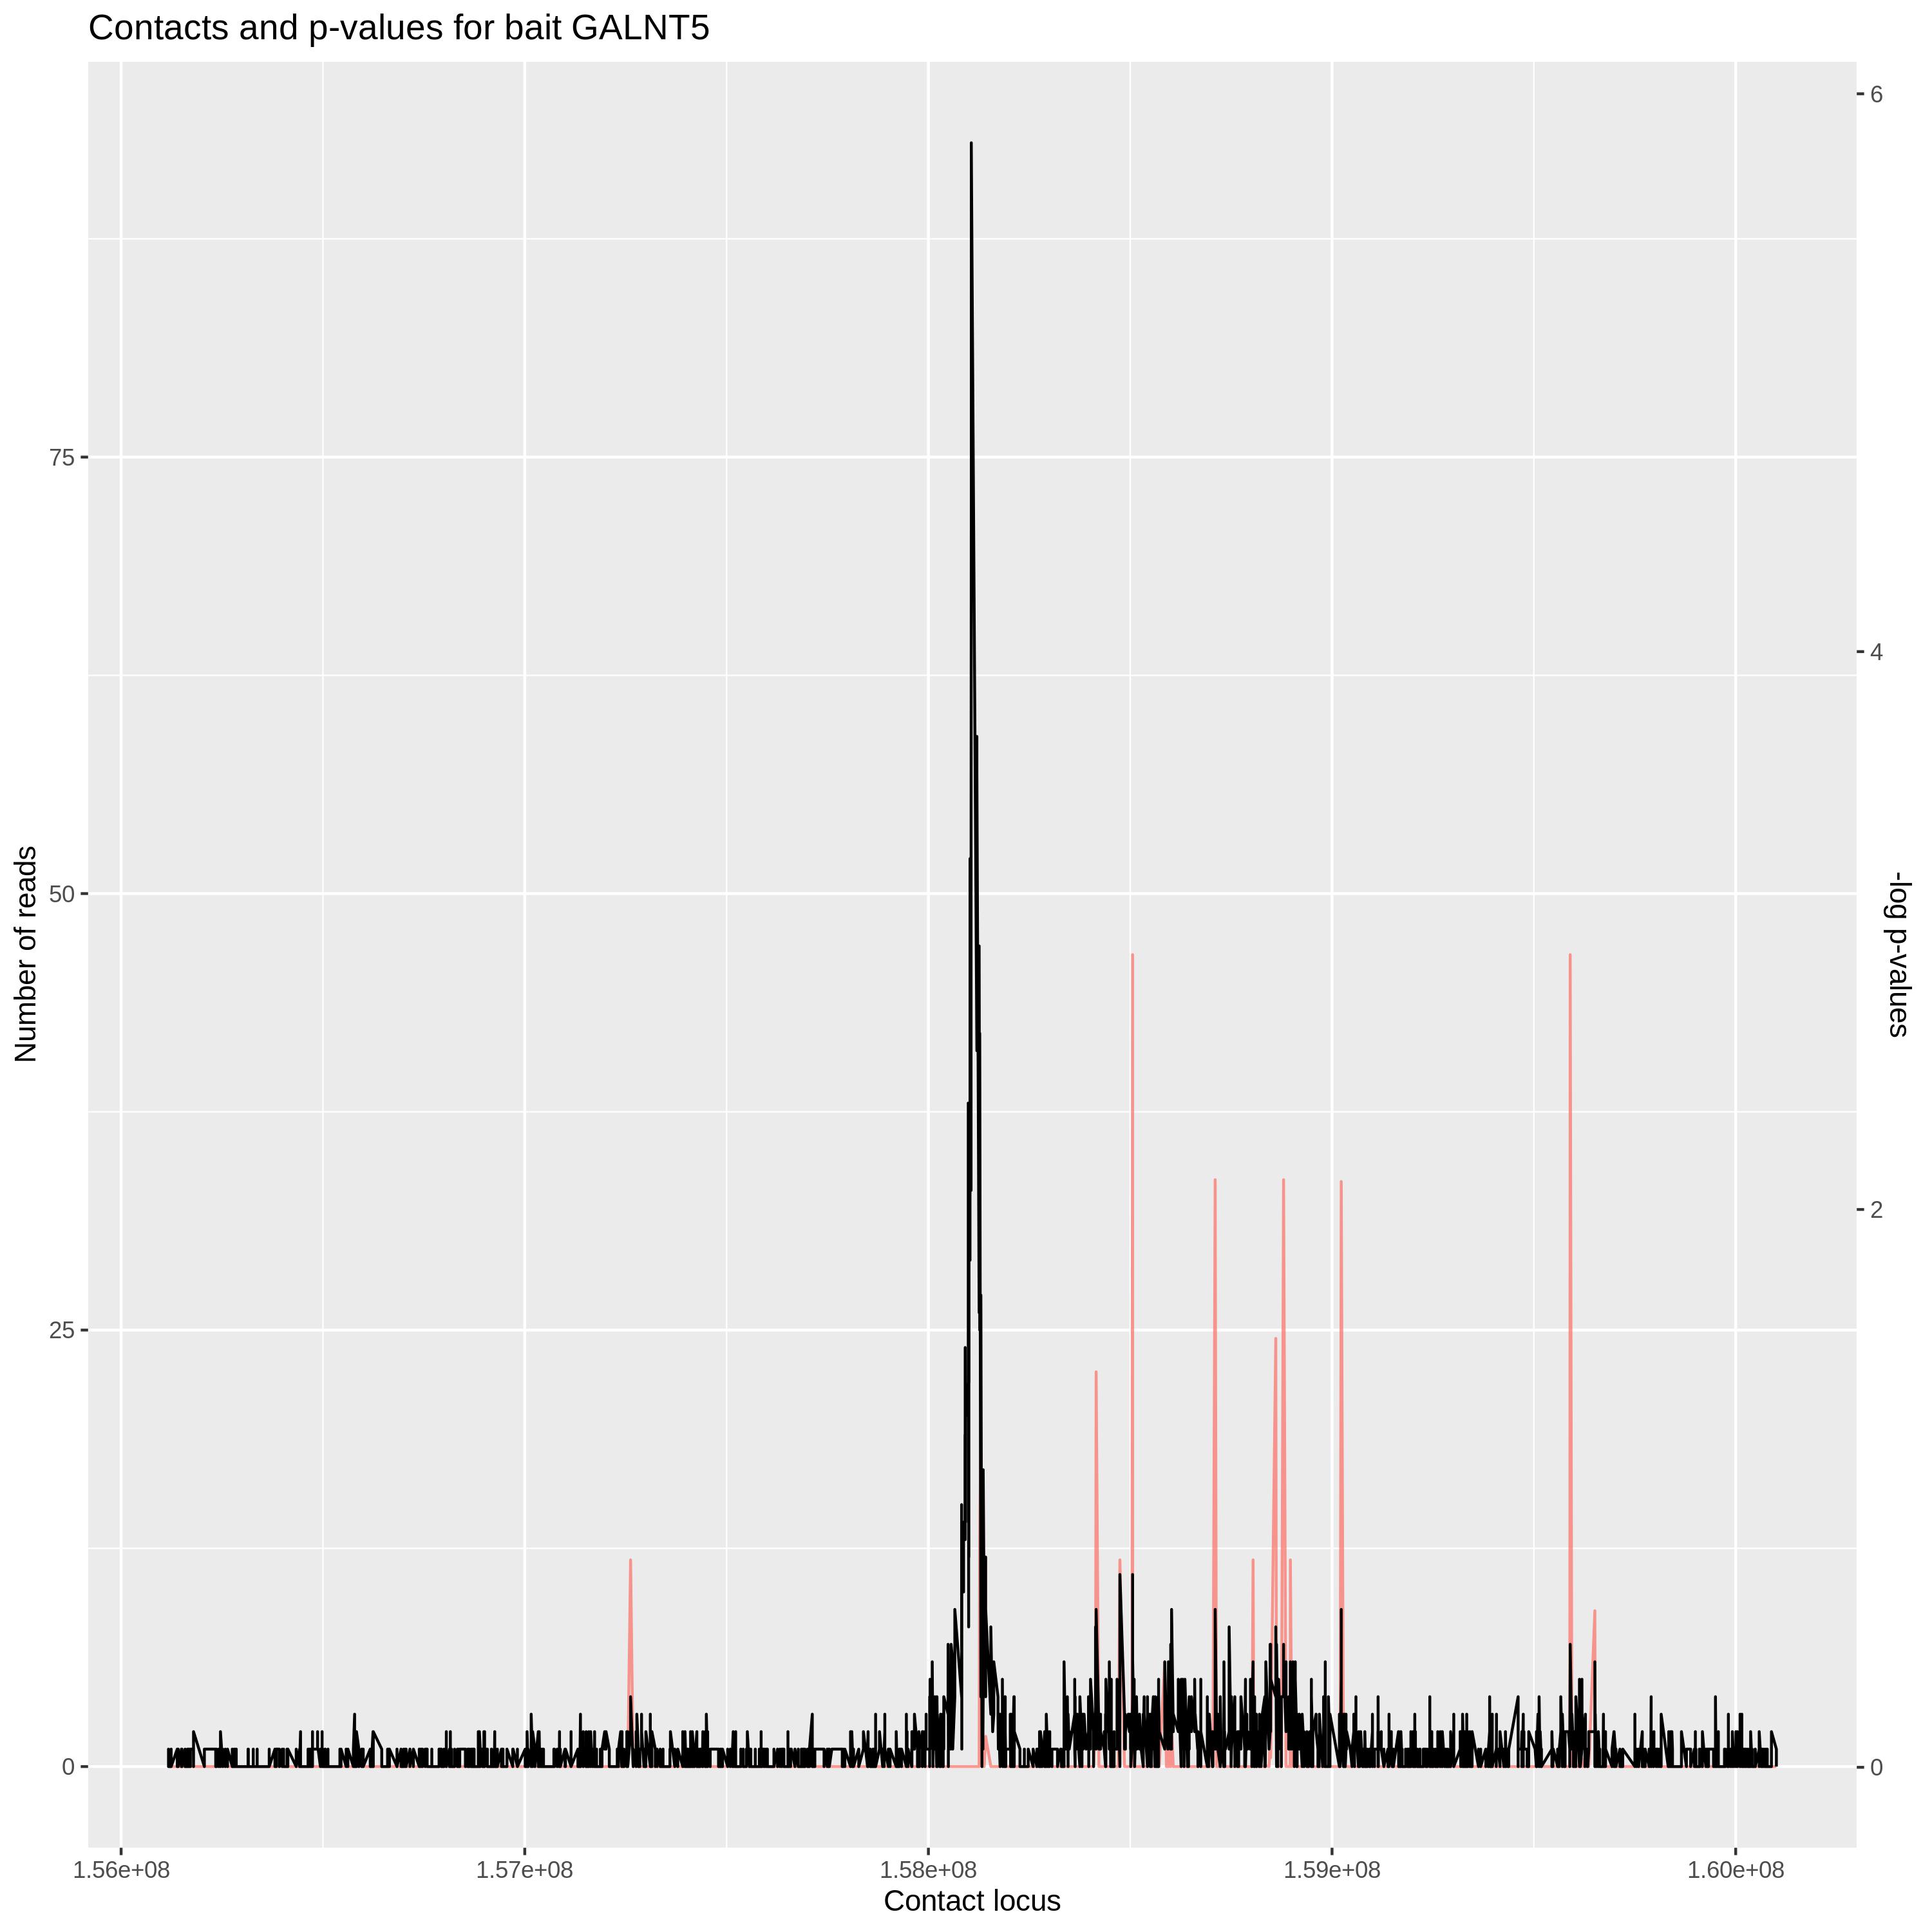 Contacts and p-values for bait GALNT5
6
75
4
50
Number of reads
-log p-values
2
25
0
0
1.56e+08
1.57e+08
1.58e+08
1.59e+08
1.60e+08
Contact locus